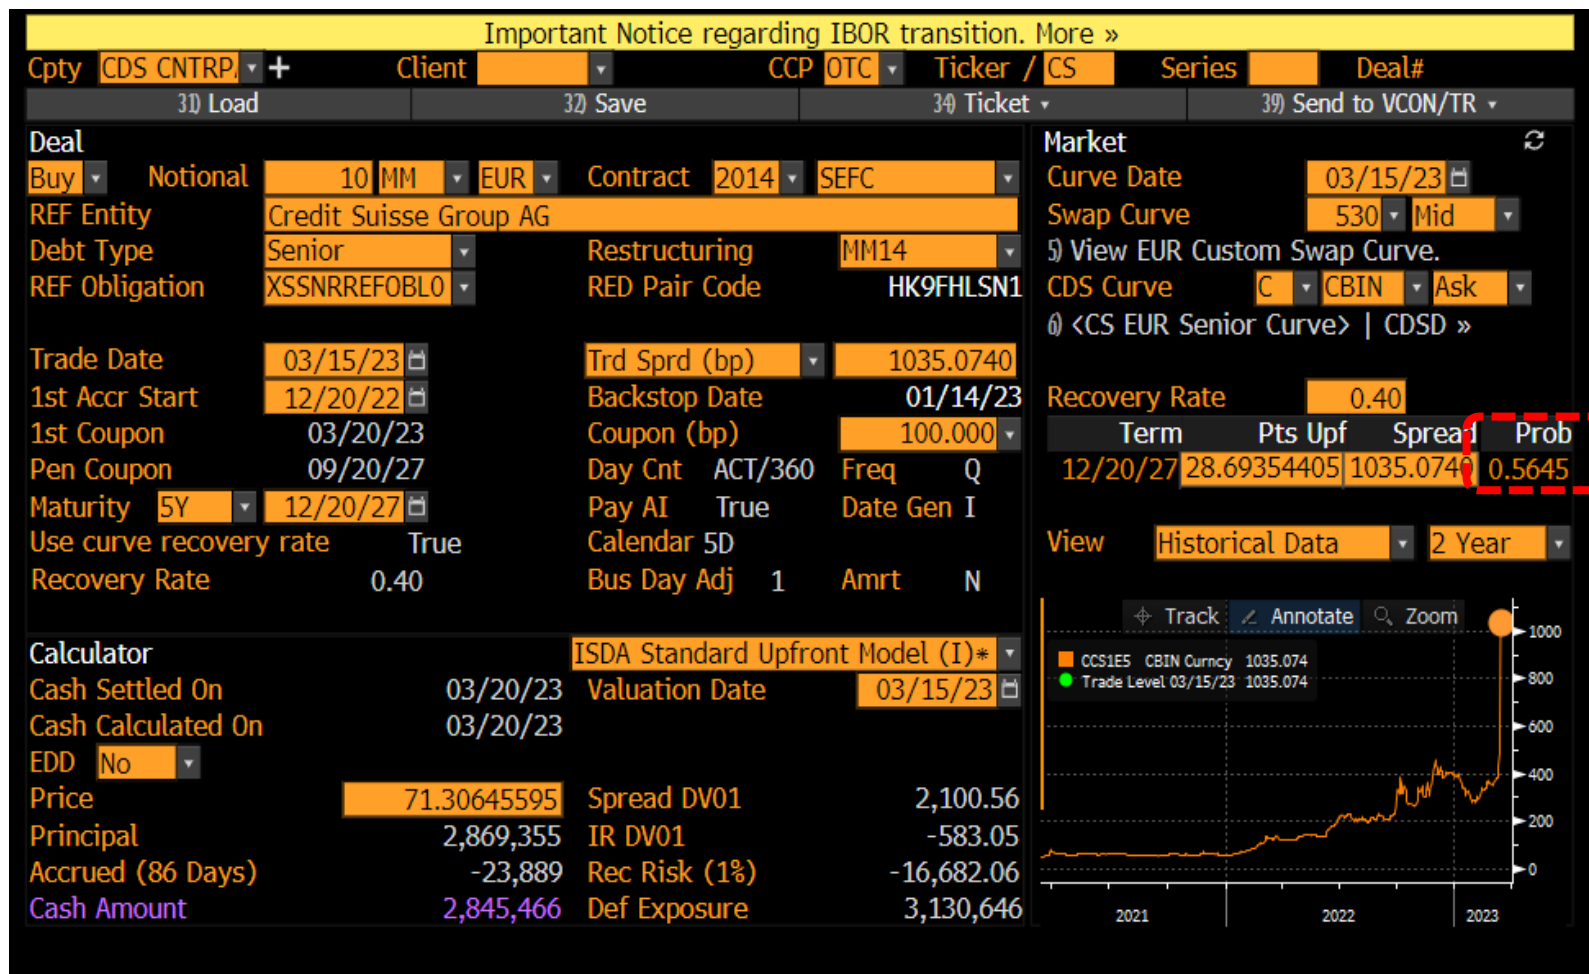 Important Notice regarding IBOR transition. More »
Cpty CDS CNTRP. + Client CCP OTC Ticker / CS Series Deal#
31) Load 32) Save 34) Ticket 39) Send to VCON/TR
Deal
Buy Notional 10 MM EUR Contract 2014 SEFC
REF Entity Credit Suisse Group AG
Debt Type Senior Restructuring MM14
REF Obligation XSSNRREFOBL0 RED Pair Code HK9FHLSN1
Trade Date 03/15/23 Trd Sprd (bp) 1035.0740
1st Accr Start 12/20/22 Backstop Date 01/14/23
1st Coupon 03/20/23 Coupon (bp) 100.000
Pen Coupon 09/20/27 Day Cnt ACT/360 Freq Q
Maturity 5Y 12/20/27 Pay AI True Date Gen I
Use curve recovery rate True Calendar 5D
Recovery Rate 0.40 Bus Day Adj 1 Amrt N
Market
Curve Date 03/15/23
Swap Curve 530 Mid
5) View EUR Custom Swap Curve.
CDS Curve C CBIN Ask
6) <CS EUR Senior Curve> | CDSD »
Recovery Rate 0.40
Term Pts Upf Spread Prob
12/20/27 28.69354405 1035.0740 0.5645
View Historical Data 2 Year
Track Annotate Zoom
CCS1E5 CBIN Curncy 1035.074
Trade Level 03/15/23 1035.074
1000
800
600
400
200
0
2021 2022 2023
Calculator ISDA Standard Upfront Model (I)*
Cash Settled On 03/20/23 Valuation Date 03/15/23
Cash Calculated On 03/20/23
EDD No
Price 71.30645595 Spread DV01 2,100.56
Principal 2,869,355 IR DV01 -583.05
Accrued (86 Days) -23,889 Rec Risk (1%) -16,682.06
Cash Amount 2,845,466 Def Exposure 3,130,646